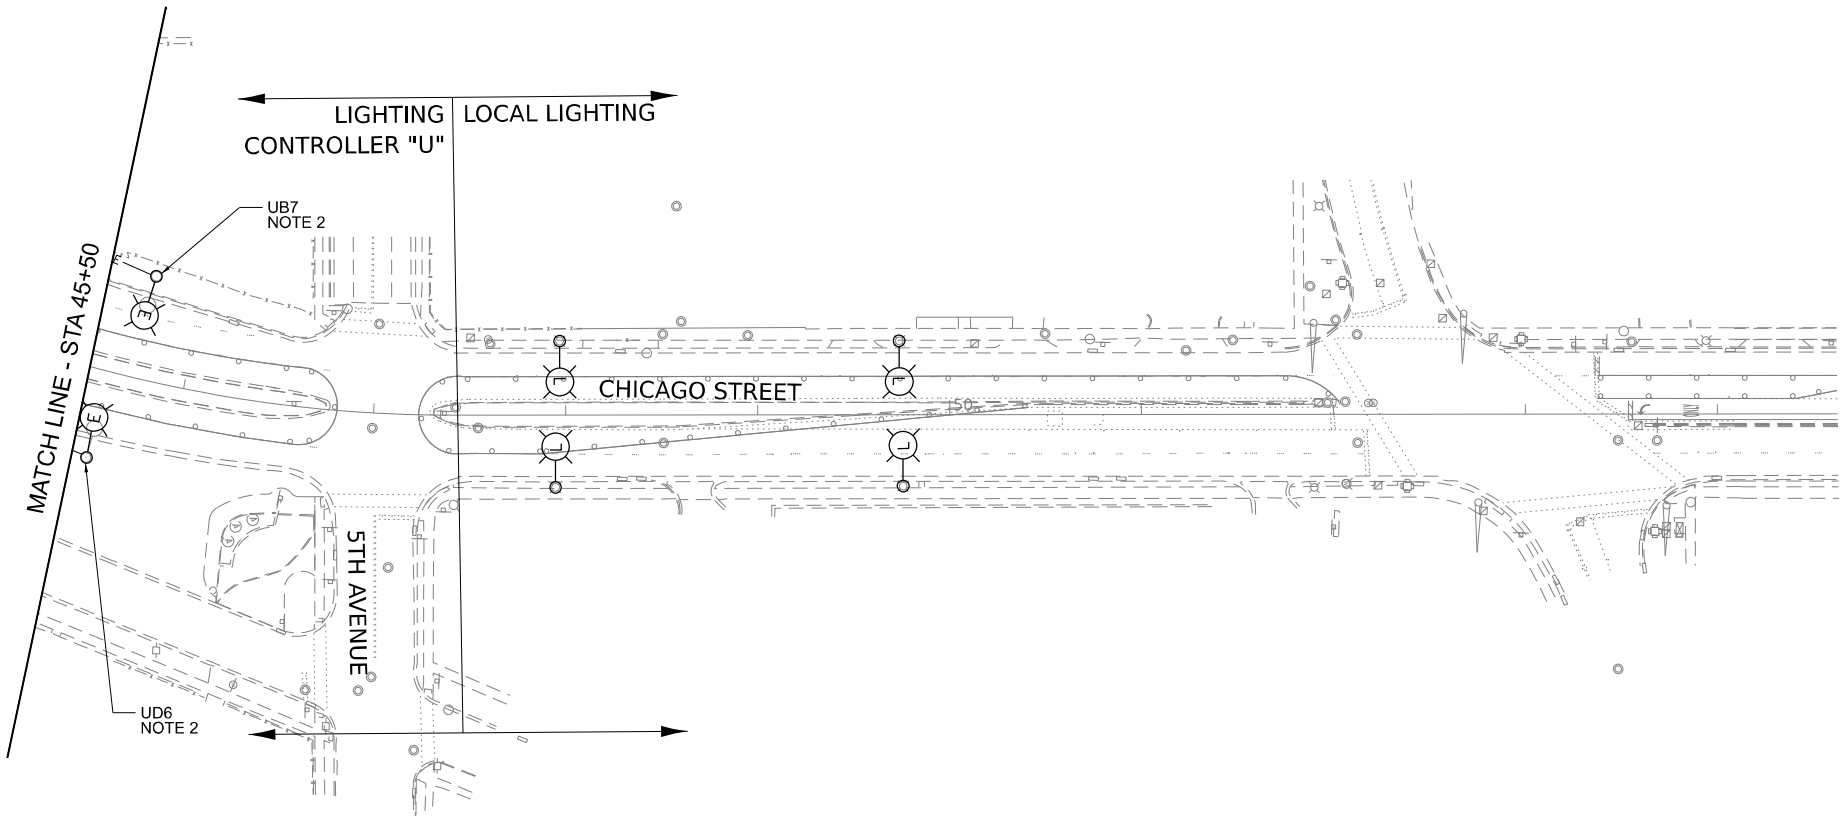 LIGHTING
CONTROLLER "U"
LOCAL LIGHTING
UB7
NOTE 2
MATCH LINE - STA 45+50
E
E
CHICAGO STREET
L
L
L
L
50
5TH AVENUE
UD6
NOTE 2